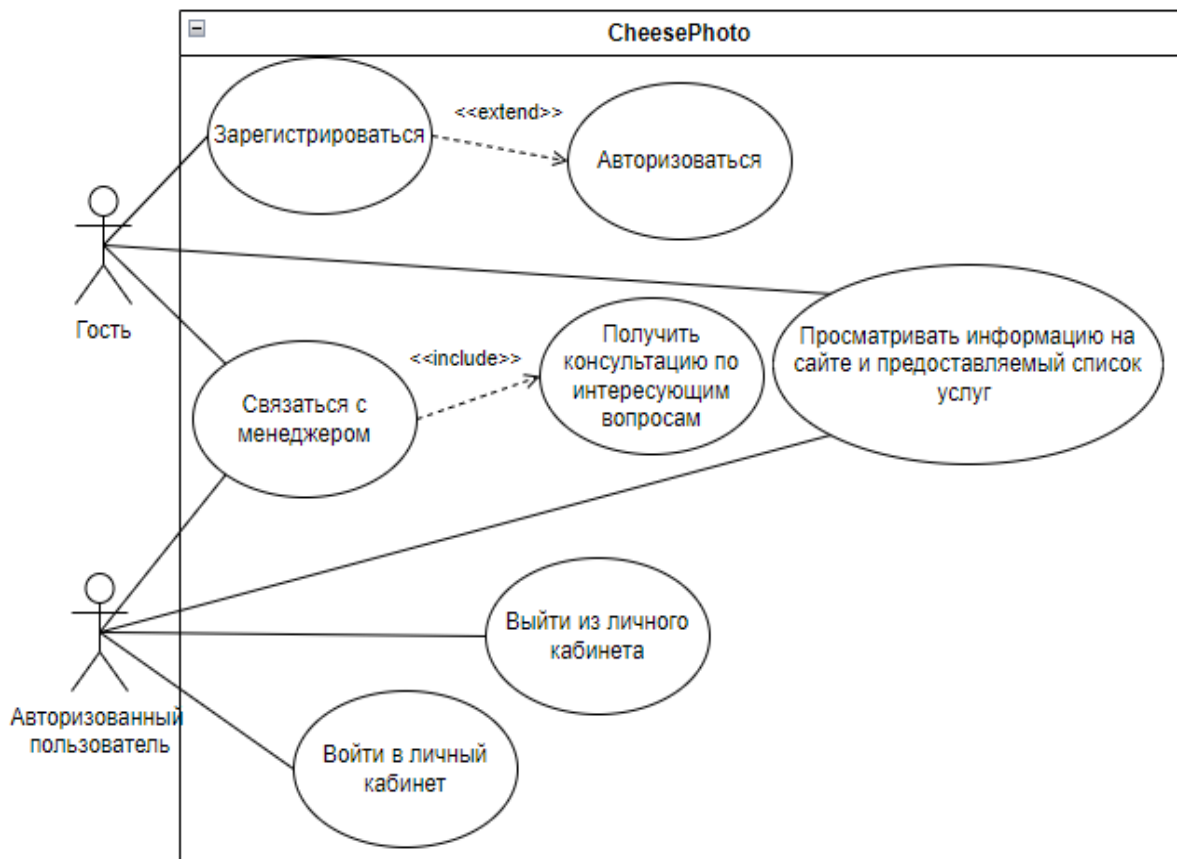 CheesePhoto
Зарегистрироваться
<<extend>>
Авторизоваться
Гость
Связаться с
менеджером
<<include>>
Получить
консультацию по
интересующим
вопросам
Просматривать информацию на
сайте и предоставляемый список
услуг
Авторизованный
пользователь
Выйти из личного
кабинета
Войти в личный
кабинет